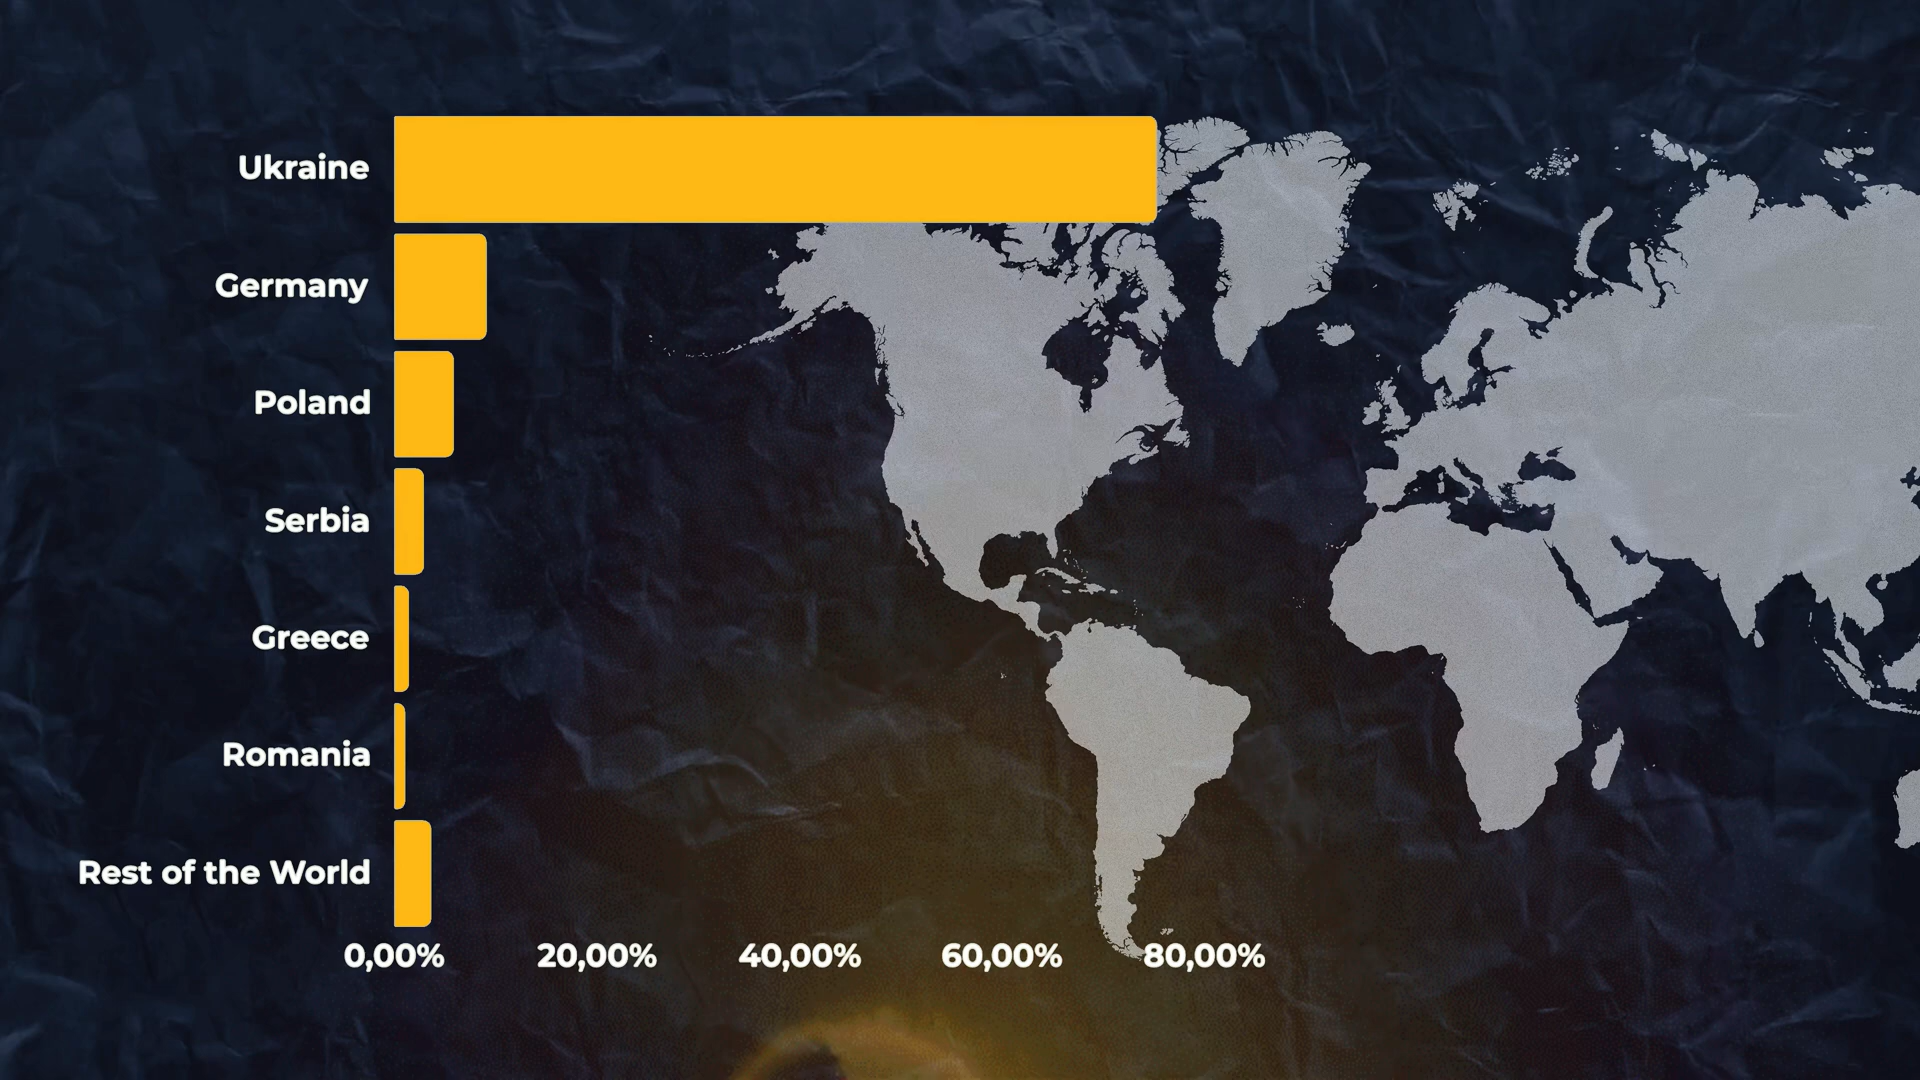 Ukraine
Germany
Poland
Serbia
Greece
Romania
Rest of the World
0,00% 20,00% 40,00% 60,00% 80,00%